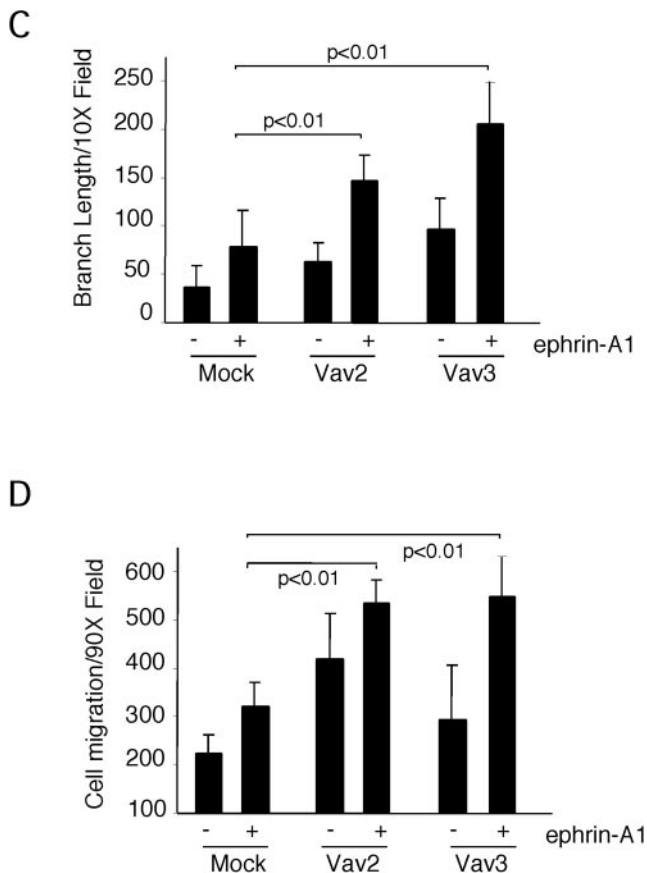 C
p<0.01
p<0.01
Branch Length/10X Field
250
200
150
100
50
0
- + - + - + ephrin-A1
Mock Vav2 Vav3
D
p<0.01
p<0.01
Cell migration/90X Field
600
500
400
300
200
100
- + - + - + ephrin-A1
Mock Vav2 Vav3